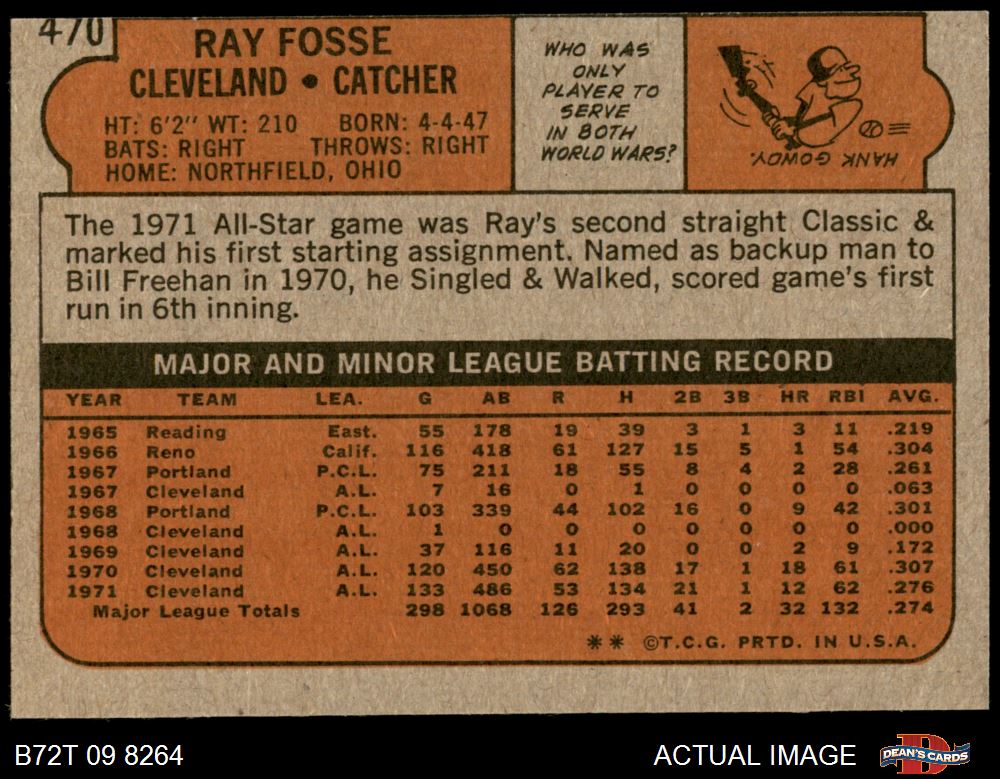 470
RAY FOSSE
CLEVELAND • CATCHER
HT: 6'2" WT: 210 BORN: 4-4-47
BATS: RIGHT THROWS: RIGHT
HOME: NORTHFIELD, OHIO
WHO WAS
ONLY
PLAYER TO
SERVE
IN BOTH
WORLD WARS?
HANK GOWDY.
The 1971 All-Star game was Ray's second straight Classic &
marked his first starting assignment. Named as backup man to
Bill Freehan in 1970, he Singled & Walked, scored game's first
run in 6th inning.
MAJOR AND MINOR LEAGUE BATTING RECORD
YEAR TEAM LEA. G AB R H 2B 3B HR RBI AVG.
1965 Reading East. 55 178 19 39 3 1 3 11 .219
1966 Reno Calif. 116 418 61 127 15 5 1 54 .304
1967 Portland P.C.L. 75 211 18 55 8 4 2 28 .261
1967 Cleveland A.L. 7 16 0 1 0 0 0 0 .063
1968 Portland P.C.L. 103 339 44 102 16 0 9 42 .301
1968 Cleveland A.L. 1 0 0 0 0 0 0 0 .000
1969 Cleveland A.L. 37 116 11 20 0 0 2 9 .172
1970 Cleveland A.L. 120 450 62 138 17 1 18 61 .307
1971 Cleveland A.L. 133 486 53 134 21 1 12 62 .276
Major League Totals 298 1068 126 293 41 2 32 132 .274
** ©T.C.G. PRTD. IN U.S.A.
B72T 09 8264
ACTUAL IMAGE
DEAN'S CARDS